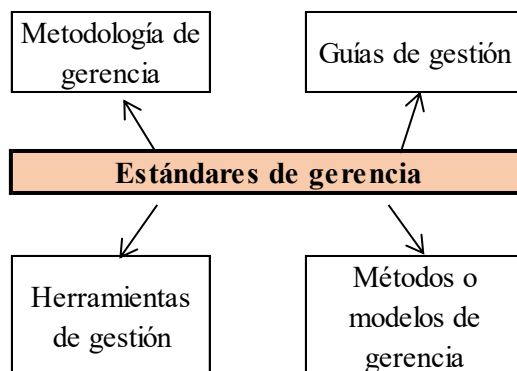 Metodología de
gerencia
Guías de gestión
Estándares de gerencia
Herramientas
de gestión
Métodos o
modelos de
gerencia